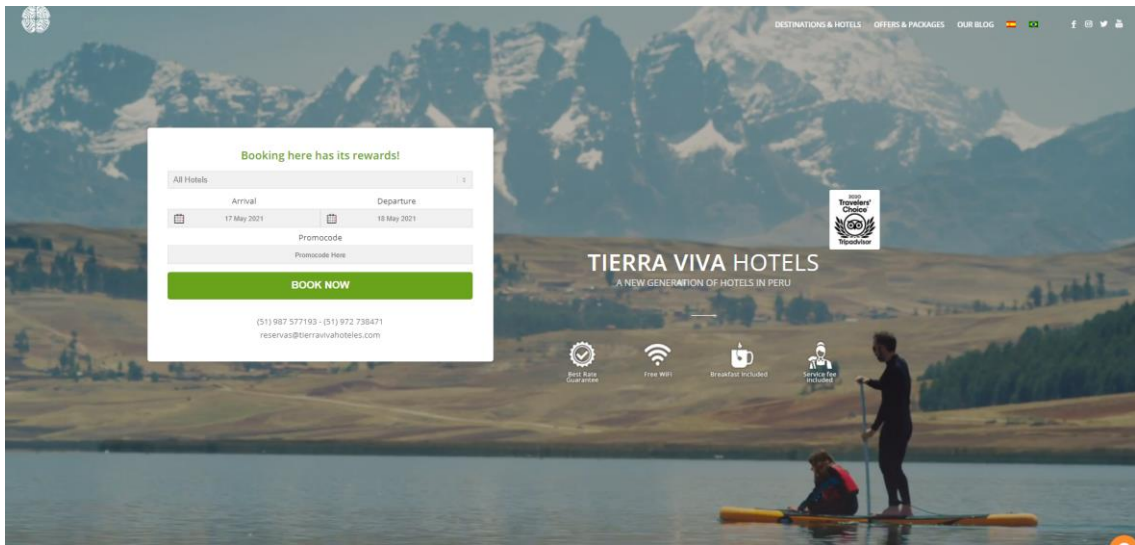 DESTINATIONS & HOTELS OFFERS & PACKAGES OUR BLOG
Booking here has its rewards!
All Hotels
Arrival Departure
17 May 2021 18 May 2021
Promocode
Promocode Here
BOOK NOW
(51) 987 577193 - (51) 972 738471
reservas@tierravivahoteles.com
2020
Travelers'
Choice
Tripadvisor
TIERRA VIVA HOTELS
A NEW GENERATION OF HOTELS IN PERU
Best Rate
Guarantee
Free WiFi
Breakfast Included
Service fee
included